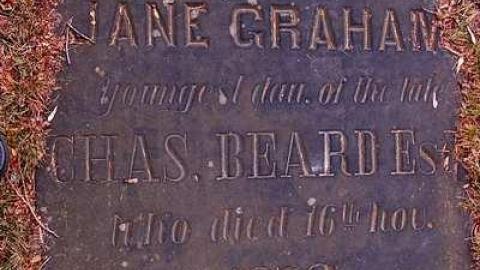 JANE GRAHAM
Youngest dau. of the late
CHAS. BEARD Esq.
Who died 16th Nov.